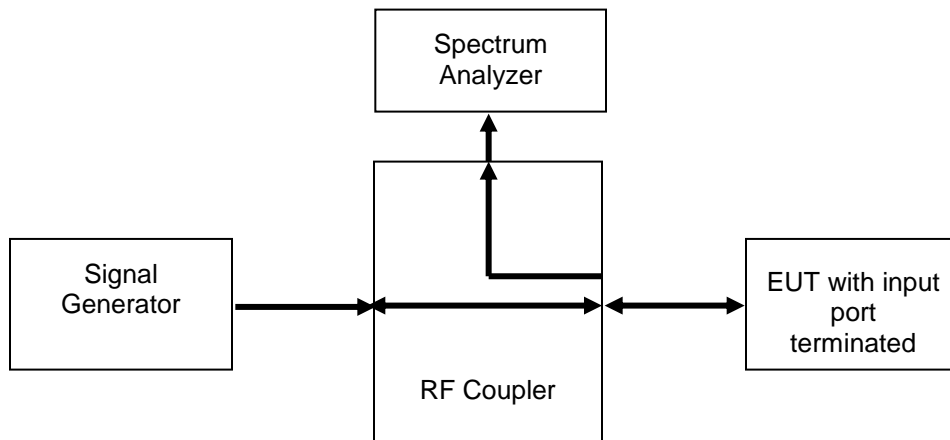 Spectrum
Analyzer
Signal
Generator
EUT with input
port
terminated
RF Coupler